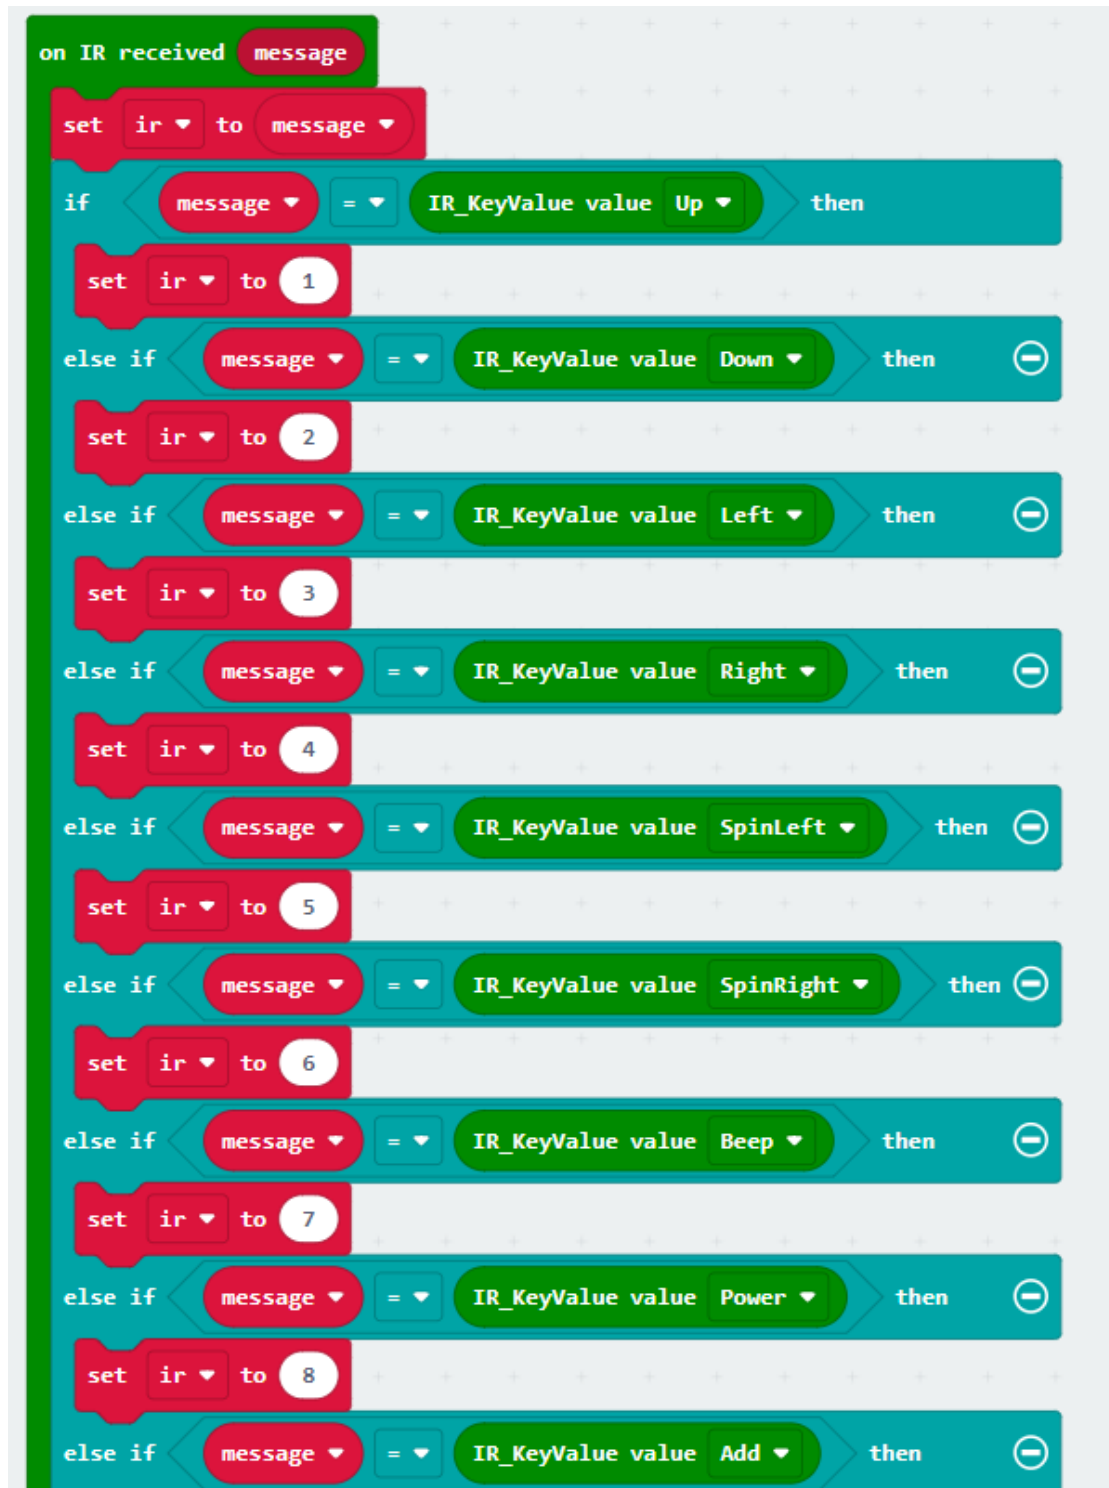 on IR received message
set ir to message
if message = IR_KeyValue value Up then
set ir to 1
else if message = IR_KeyValue value Down then
set ir to 2
else if message = IR_KeyValue value Left then
set ir to 3
else if message = IR_KeyValue value Right then
set ir to 4
else if message = IR_KeyValue value SpinLeft then
set ir to 5
else if message = IR_KeyValue value SpinRight then
set ir to 6
else if message = IR_KeyValue value Beep then
set ir to 7
else if message = IR_KeyValue value Power then
set ir to 8
else if message = IR_KeyValue value Add then